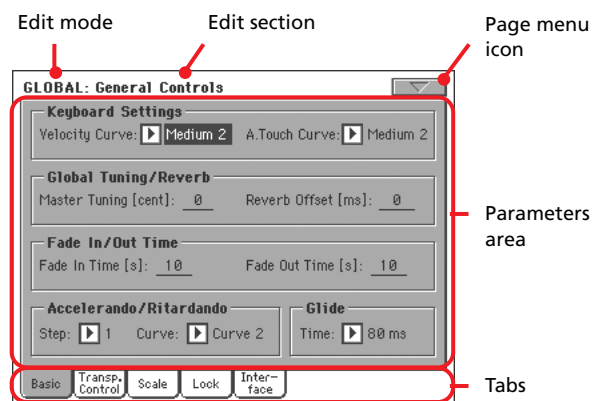 Edit mode
Edit section
Page menu
icon
GLOBAL: General Controls
Keyboard Settings
Velocity Curve: Medium 2 A.Touch Curve: Medium 2
Global Tuning/Reverb
Master Tuning [cent]: 0 Reverb Offset [ms]: 0
Parameters
area
Fade In/Out Time
Fade In Time [s]: 10 Fade Out Time [s]: 10
Accelerando/Ritardando Glide
Step: 1 Curve: Curve 2 Time: 80 ms
Basic Transp. Control Scale Lock Inter- face
Tabs